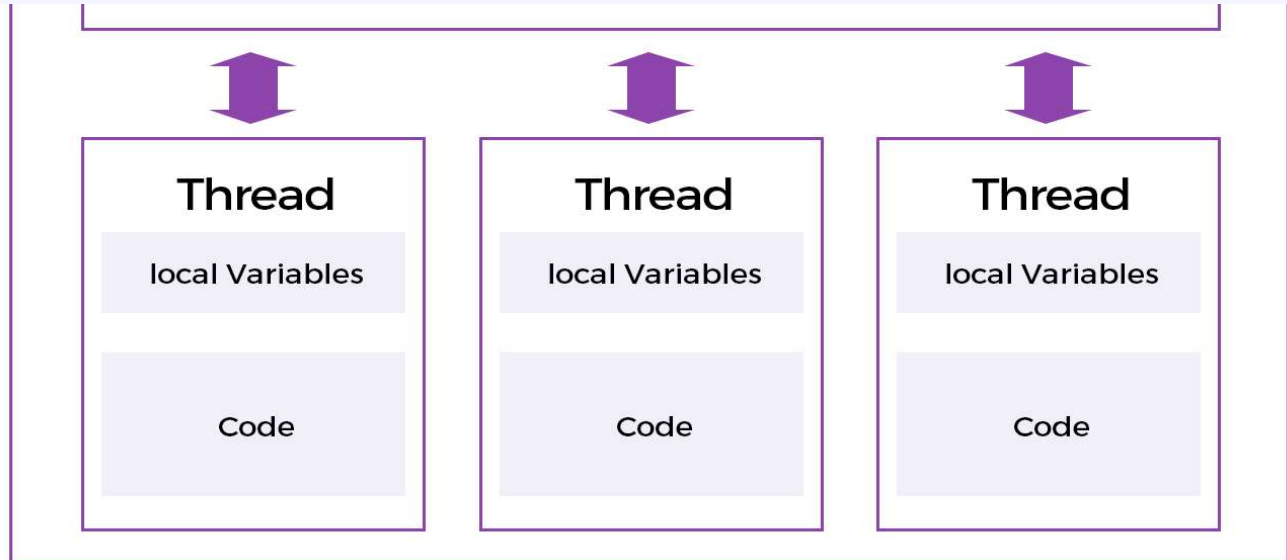 Thread
Thread
Thread
local Variables
local Variables
local Variables
Code
Code
Code